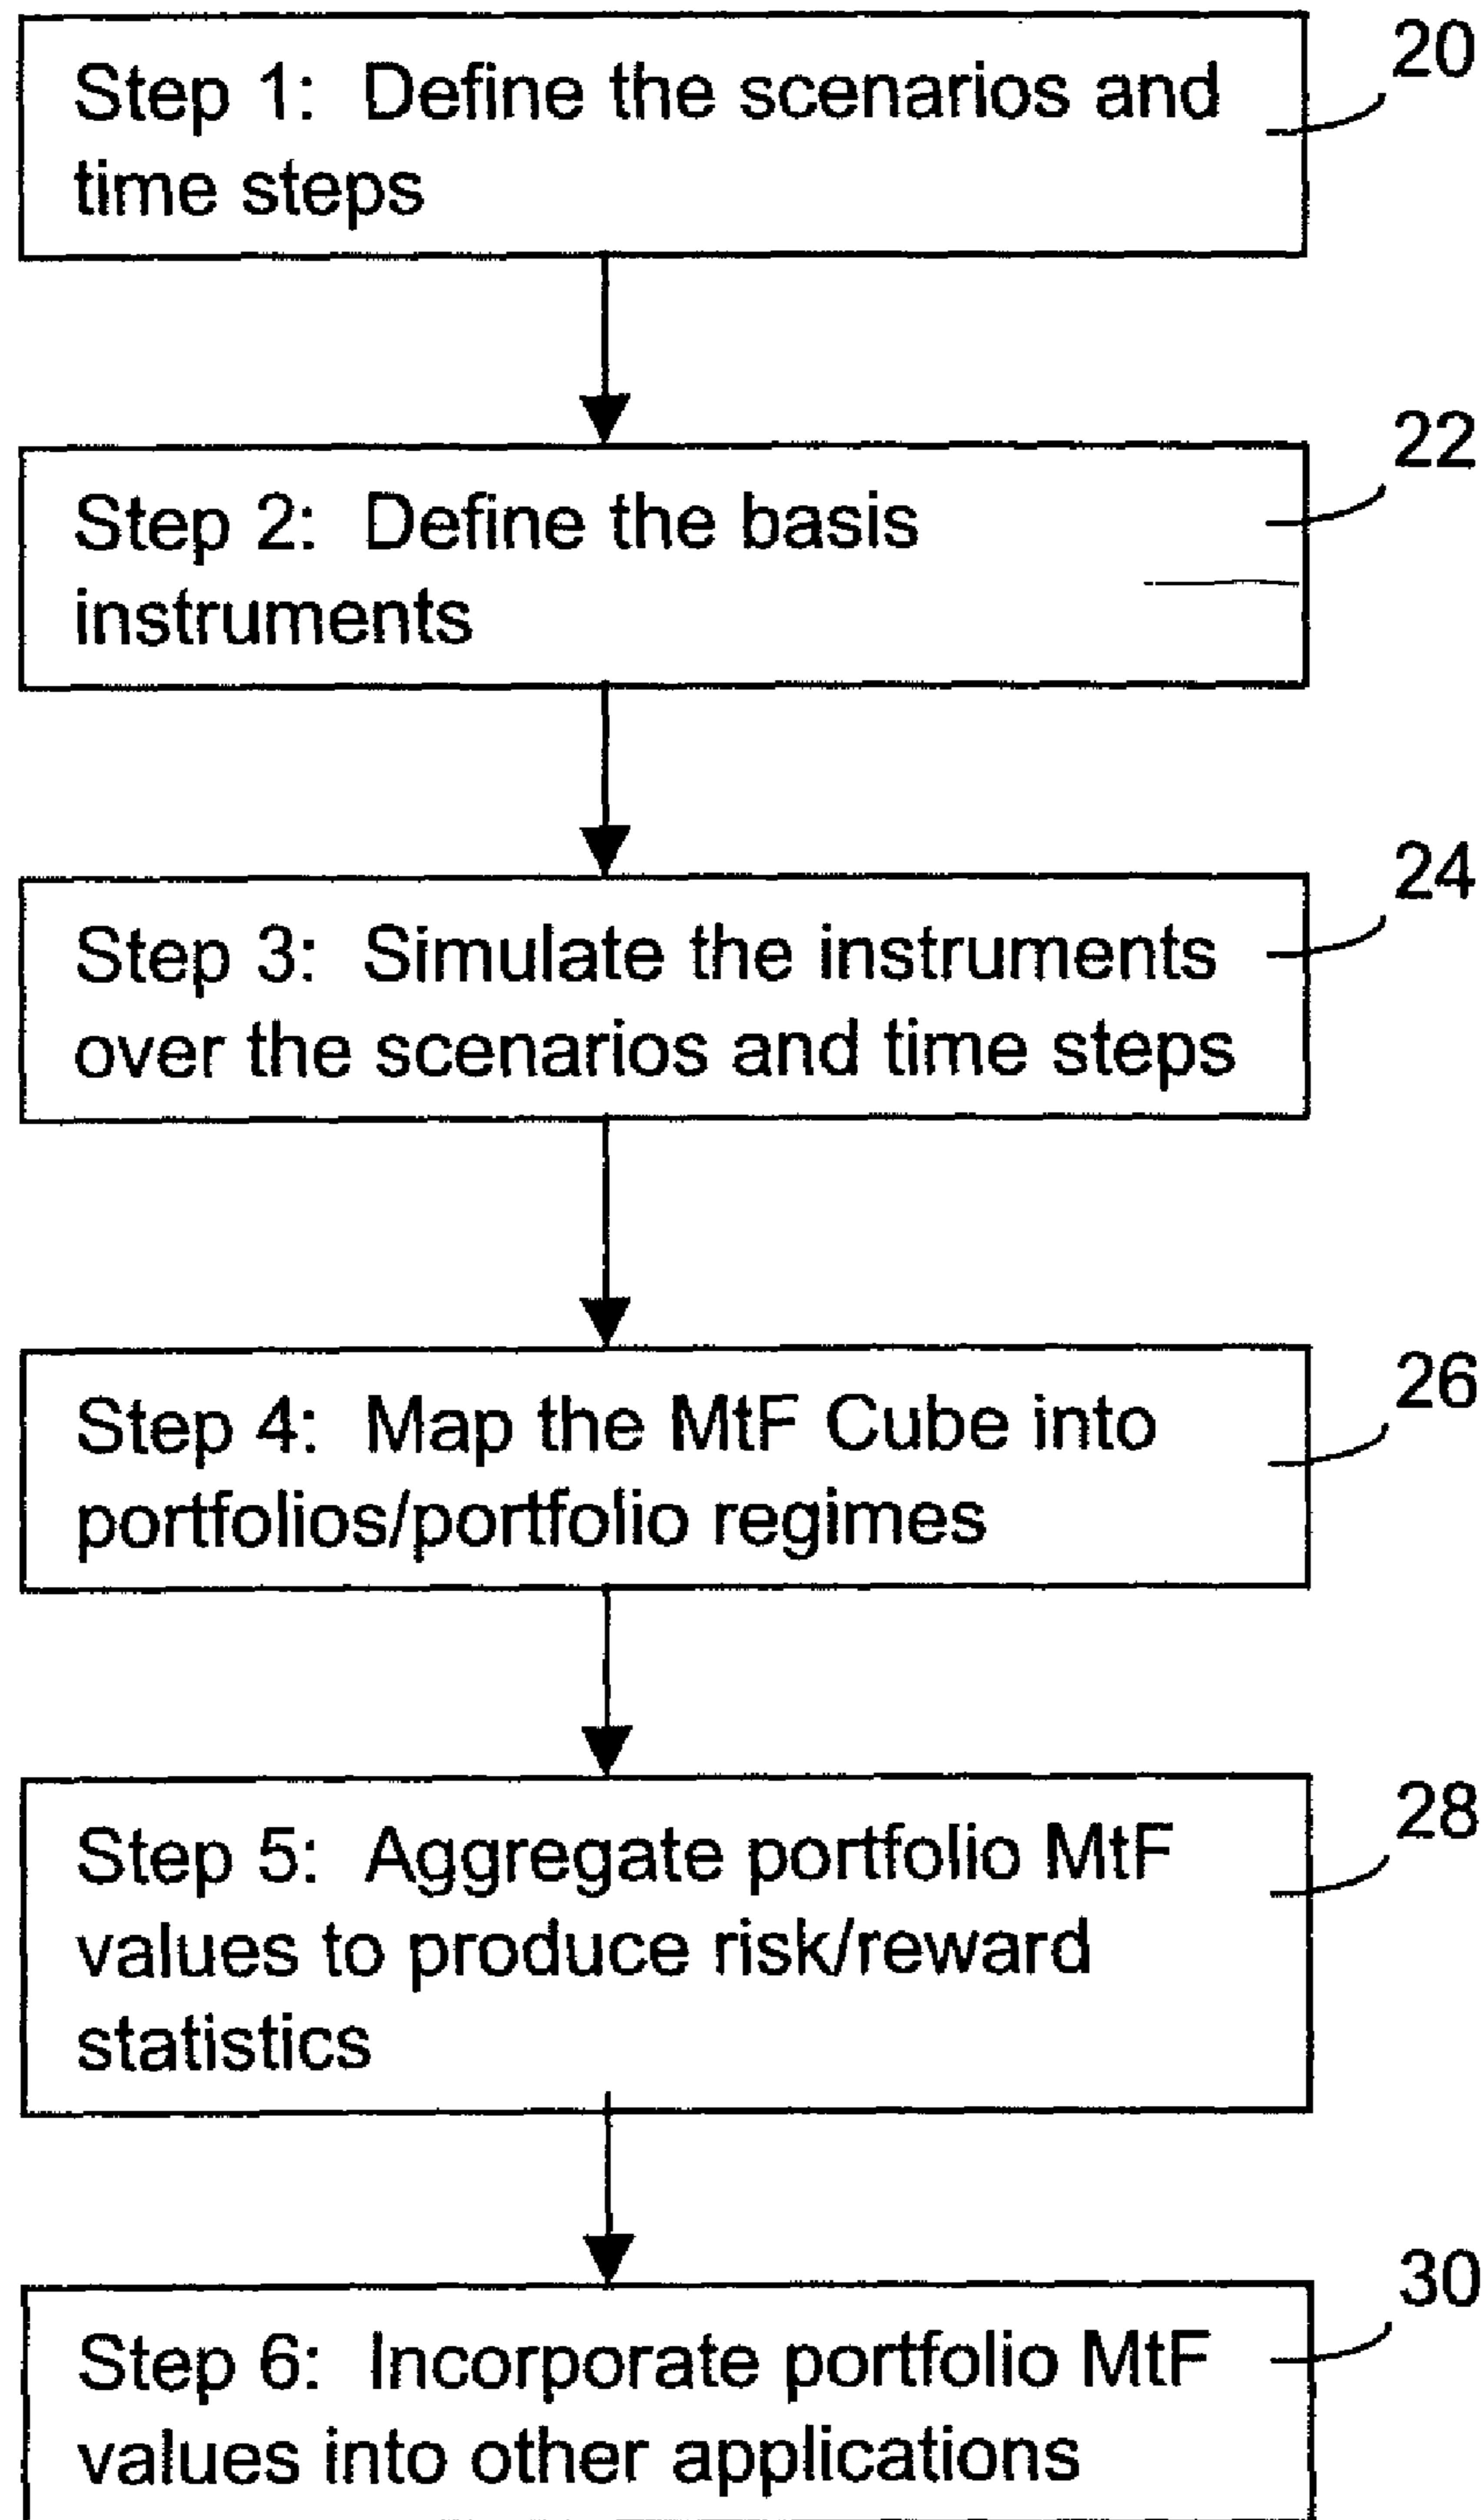 20
Step 1: Define the scenarios and
time steps
22
Step 2: Define the basis
instruments
24
Step 3: Simulate the instruments
over the scenarios and time steps
26
Step 4: Map the MtF Cube into
portfolios/portfolio regimes
28
Step 5: Aggregate portfolio MtF
values to produce risk/reward
statistics
30
Step 6: Incorporate portfolio MtF
values into other applications